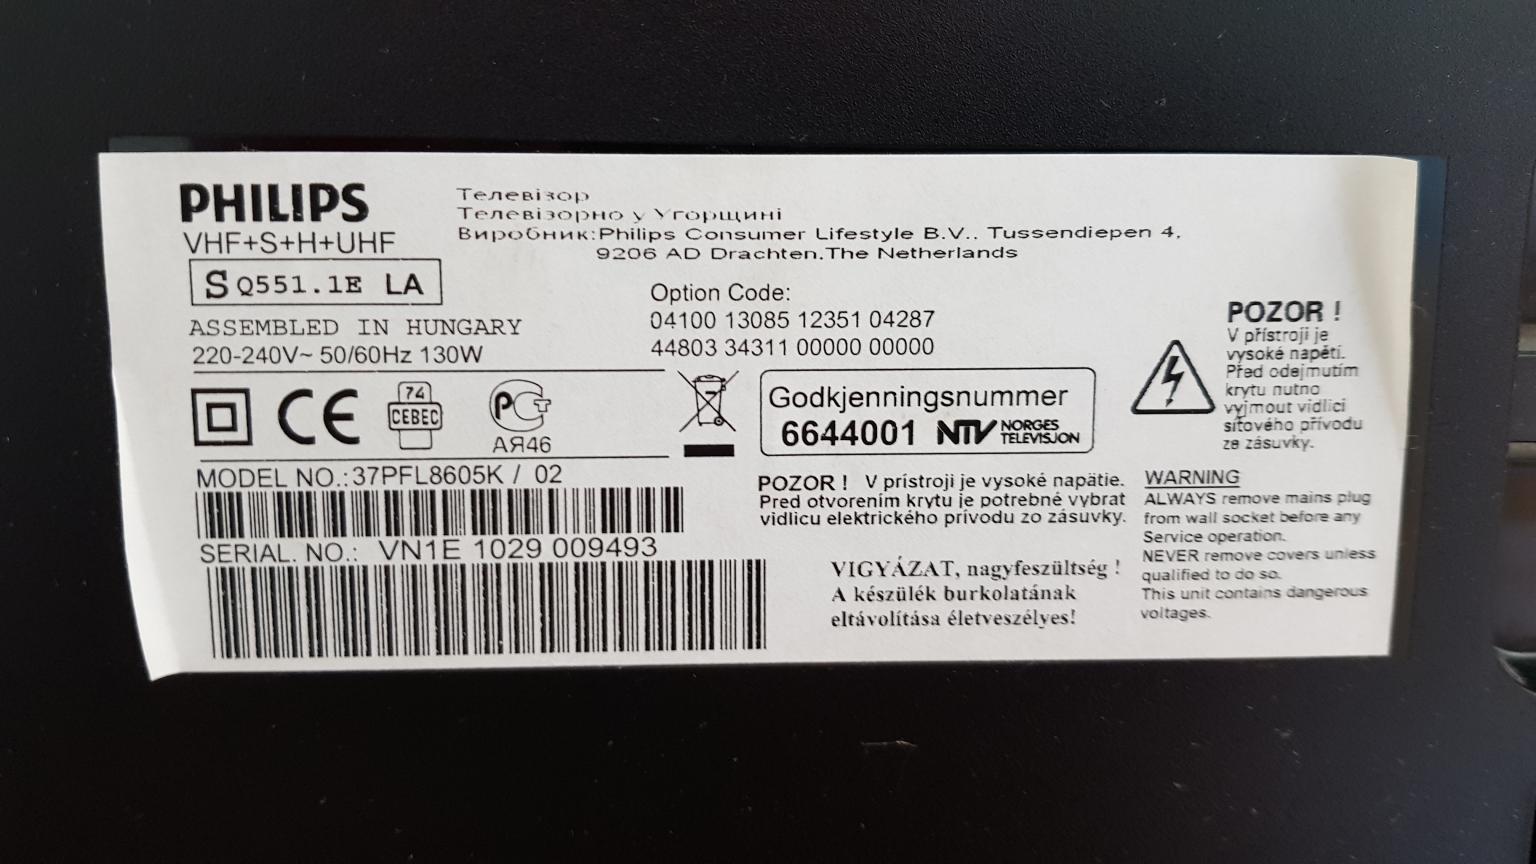 PHILIPS
VHF+S+H+UHF
S Q551.1E LA
ASSEMBLED IN HUNGARY
220-240V~ 50/60Hz 130W
Телевізор
Телевізорно у Угорщині
Виробник:Philips Consumer Lifestyle B.V., Tussendiepen 4,
9206 AD Drachten.The Netherlands
Option Code:
04100 13085 12351 04287
44803 34311 00000 00000
CE
74
CEBEC
АЯ46
Godkjenningsnummer
6644001 NTV NORGES
TELEVISJON
POZOR !
V přístroji je
vysoké napětí.
Před odejmutím
krytu nutno
vyjmout vidlici
síťového přívodu
ze zásuvky.
MODEL NO.:37PFL8605K / 02
SERIAL. NO.: VN1E 1029 009493
POZOR ! V prístroji je vysoké napätie.
Pred otvorením krytu je potrebné vybrat
vidlicu elektrického prívodu zo zásuvky.
VIGYÁZAT, nagyfeszültség !
A készülék burkolatának
eltávolítása életveszélyes!
WARNING
ALWAYS remove mains plug
from wall socket before any
Service operation.
NEVER remove covers unless
qualified to do so.
This unit contains dangerous
voltages.